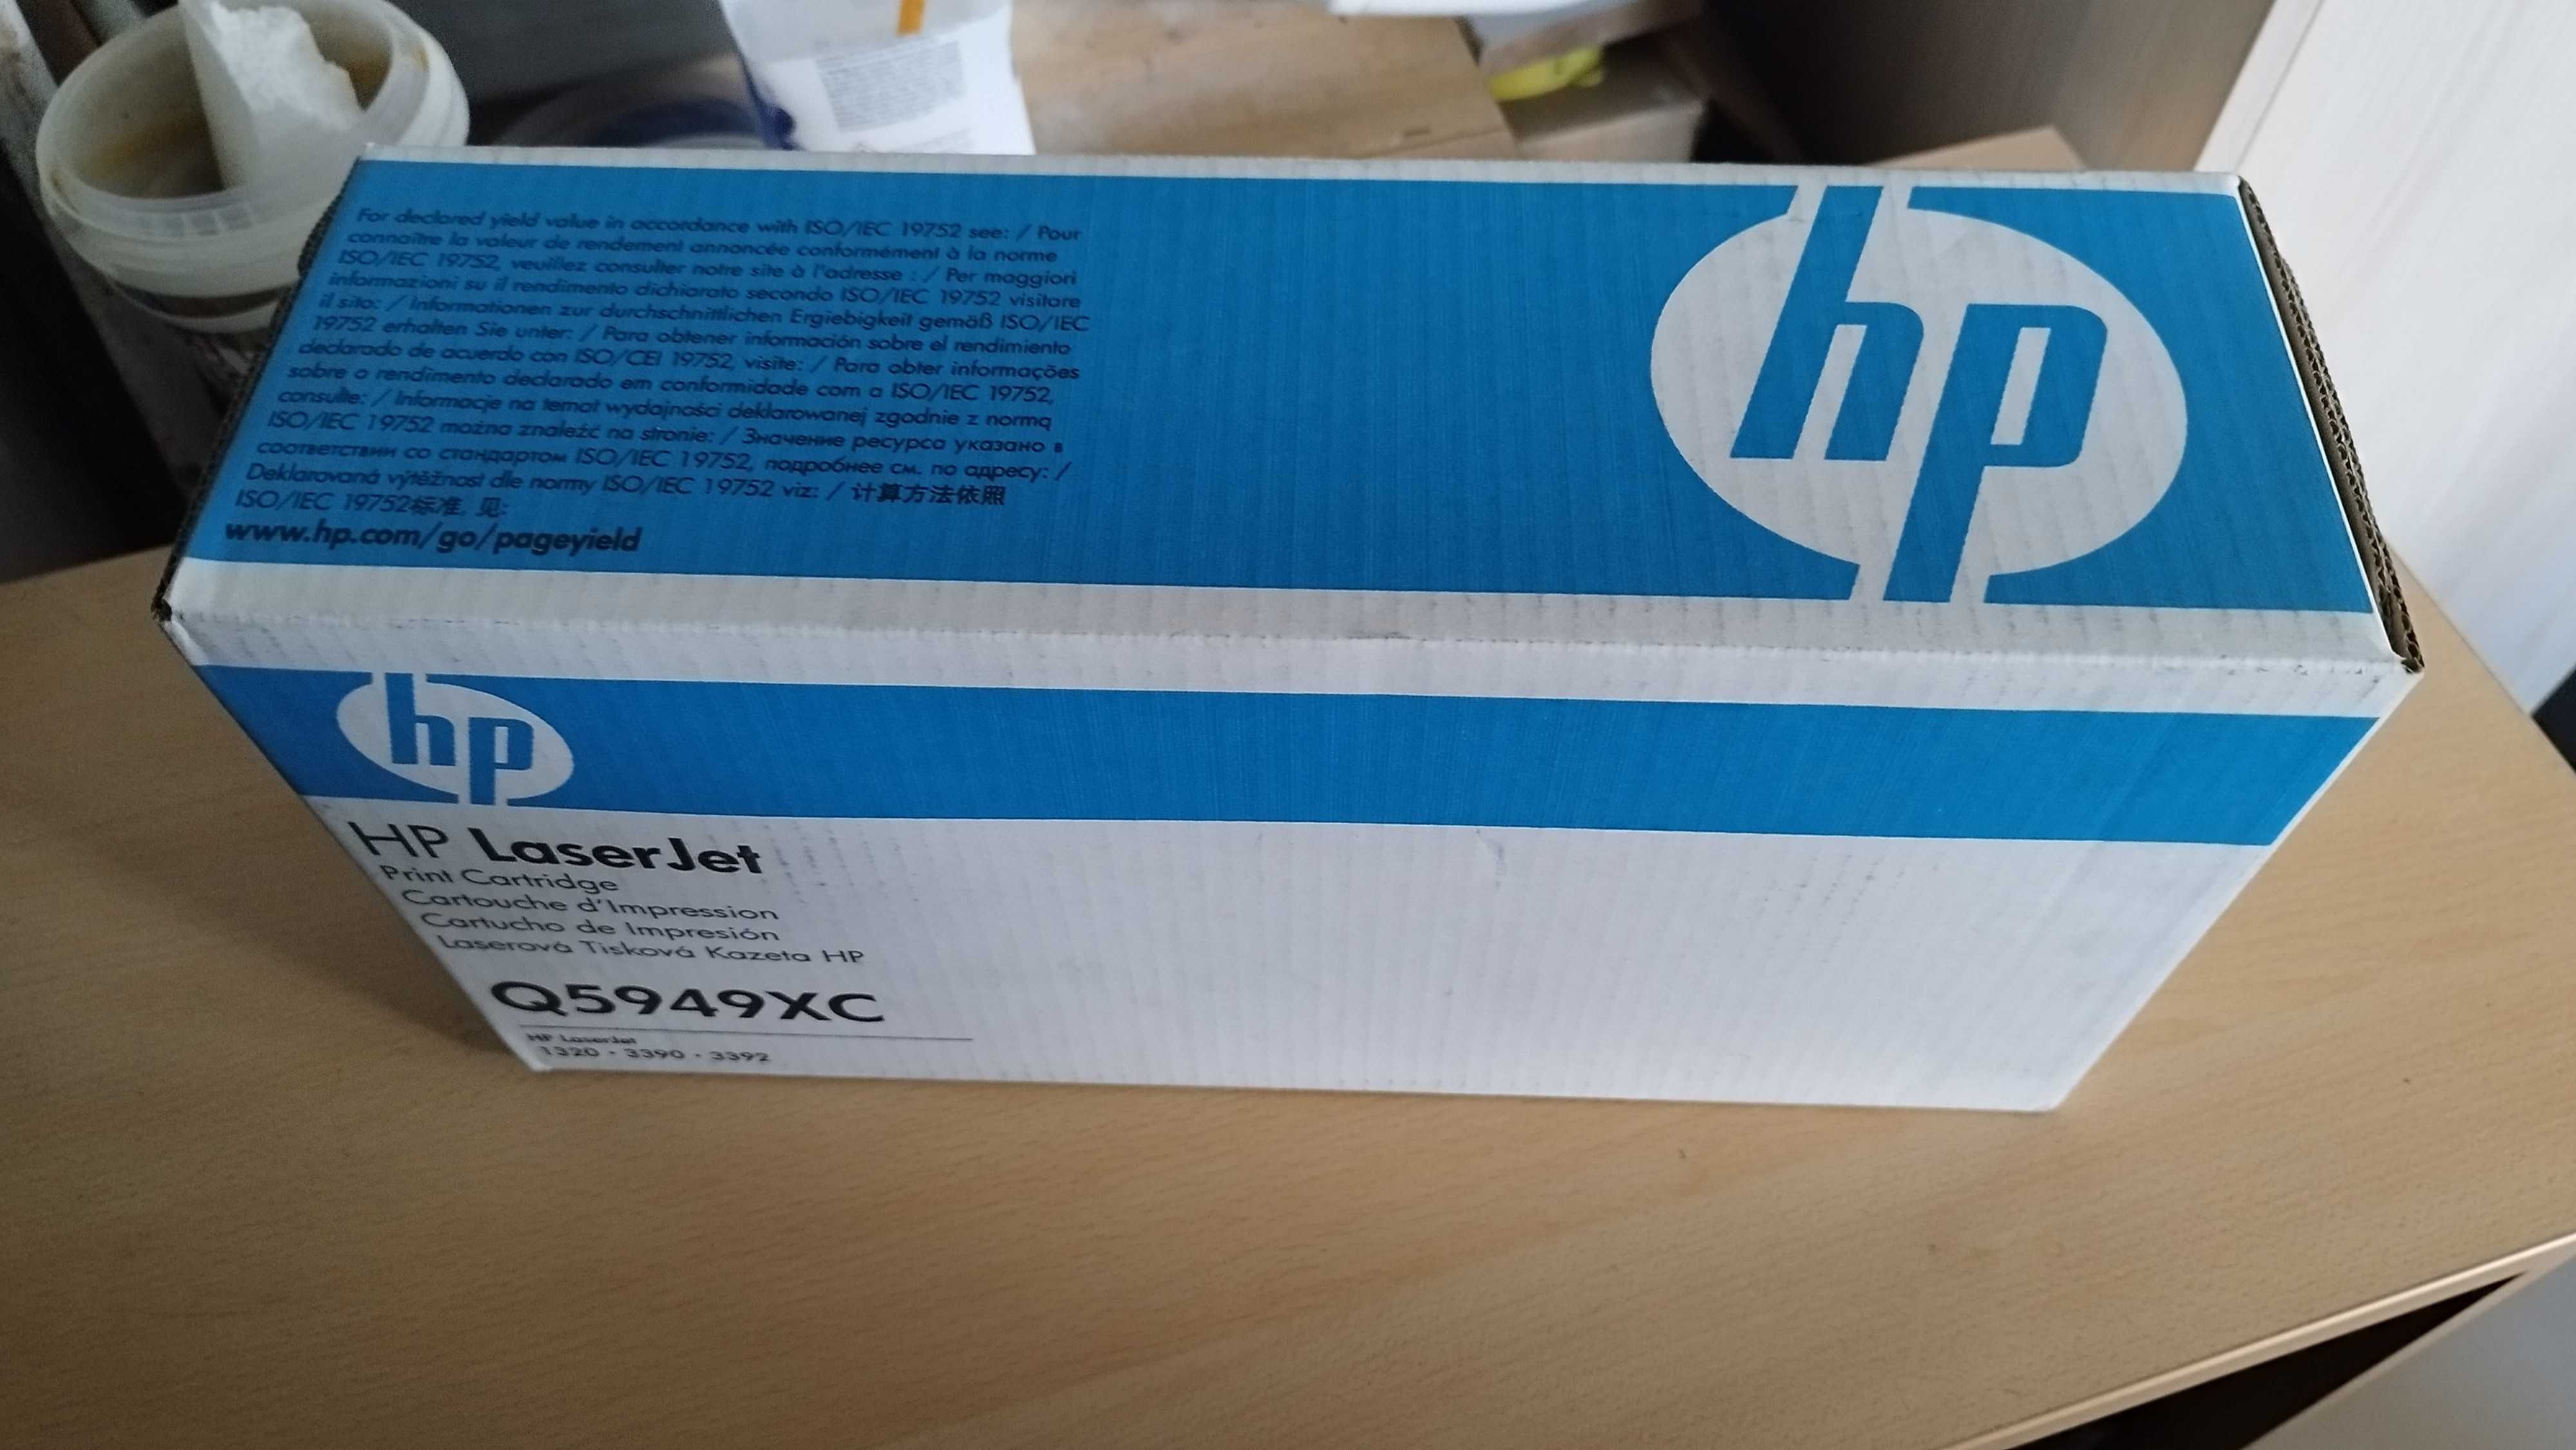 For declared yield value in accordance with ISO/IEC 19752 see: / Pour
connaître la valeur de rendement annoncée conformément à la norme
ISO/IEC 19752, veuillez consulter notre site à l'adresse : / Per maggiori
informazioni su il rendimento dichiarato secondo ISO/IEC 19752 visitare
il sito: / Informationen zur durchschnittlichen Ergiebigkeit gemäß ISO/IEC
19752 erhalten Sie unter: / Para obtener información sobre el rendimiento
declarado de acuerdo con ISO/CEI 19752, visite: / Para obter informações
sobre o rendimento declarado em conformidade com a ISO/IEC 19752,
consulte: / Informacje na temat wydajności deklarowanej zgodnie z normą
ISO/IEC 19752 można znaleźć na stronie: / Значение ресурса указано в
соответствии со стандартом ISO/IEC 19752, подробнее см. по адресу: /
Deklarovaná výtěžnost dle normy ISO/IEC 19752 viz: / 计算方法依照
ISO/IEC 19752标准, 见:
www.hp.com/go/pageyield
hp
hp
HP LaserJet
Print Cartridge
Cartouche d'Impression
Cartucho de Impresión
Laserová Tisková Kazeta HP
Q5949XC
HP LaserJet
1320 · 3390 · 3392